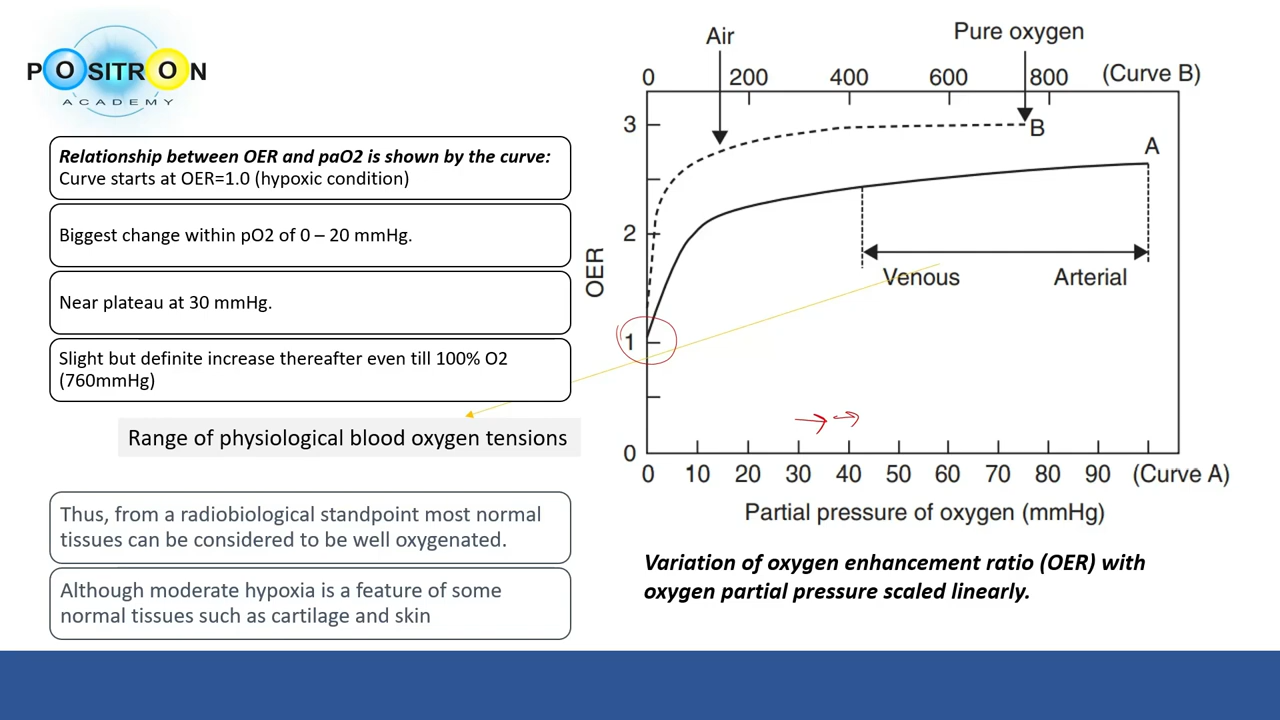 POSITRON
ACADEMY
Relationship between OER and paO2 is shown by the curve:
Curve starts at OER=1.0 (hypoxic condition)
Biggest change within pO2 of 0 – 20 mmHg.
Near plateau at 30 mmHg.
Slight but definite increase thereafter even till 100% O2
(760mmHg)
Range of physiological blood oxygen tensions
Thus, from a radiobiological standpoint most normal
tissues can be considered to be well oxygenated.
Although moderate hypoxia is a feature of some
normal tissues such as cartilage and skin
Air
Pure oxygen
0 200 400 600 800 (Curve B)
3
B
A
2
OER
Venous
Arterial
1
0
0 10 20 30 40 50 60 70 80 90 (Curve A)
Partial pressure of oxygen (mmHg)
Variation of oxygen enhancement ratio (OER) with
oxygen partial pressure scaled linearly.